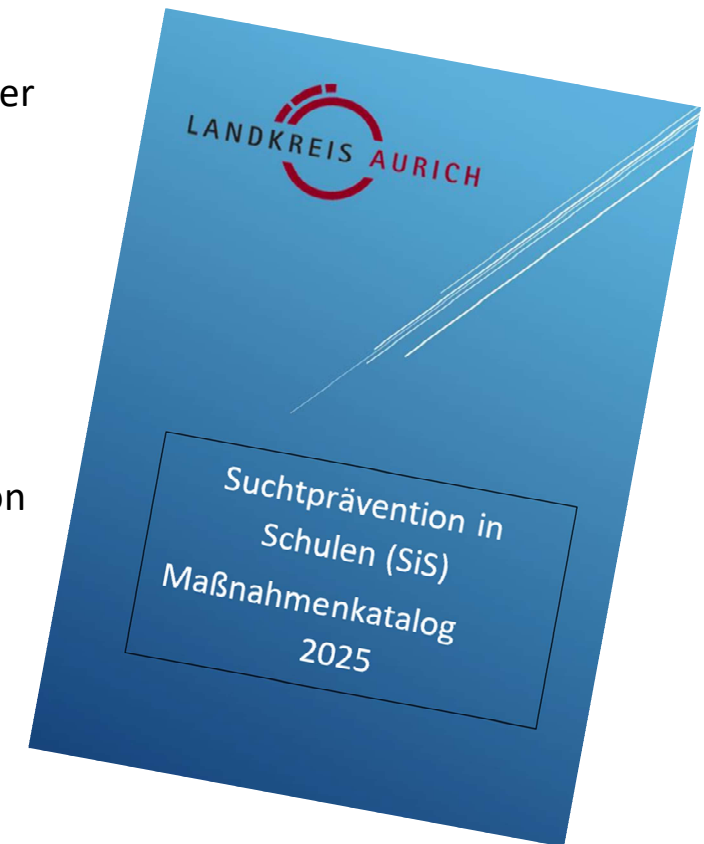 er
LANDKREIS AURICH
on
Suchtprävention in
Schulen (SiS)
Maßnahmenkatalog
2025